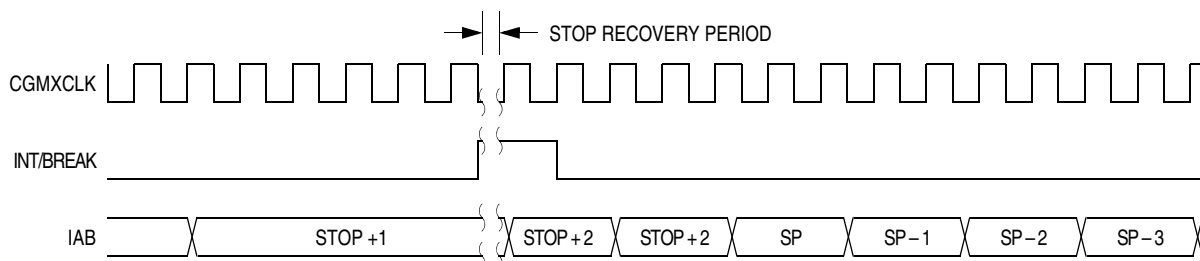 STOP RECOVERY PERIOD
CGMXCLK
INT/BREAK
IAB STOP +1 STOP + 2 STOP + 2 SP SP – 1 SP – 2 SP – 3